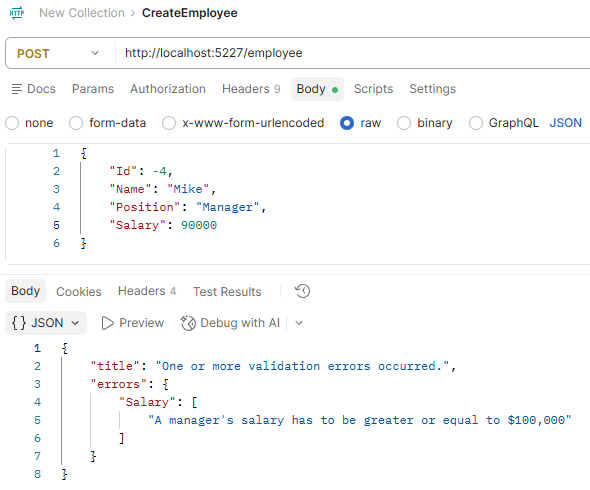 HTTP New Collection > CreateEmployee
POST http://localhost:5227/employee
Docs Params Authorization Headers 9 Body Scripts Settings
none form-data x-www-form-urlencoded raw binary GraphQL JSON
1 {
2 "Id": -4,
3 "Name": "Mike",
4 "Position": "Manager",
5 "Salary": 90000
6 }
Body Cookies Headers 4 Test Results
{} JSON Preview Debug with AI
1 {
2 "title": "One or more validation errors occurred.",
3 "errors": {
4 "Salary": [
5 "A manager's salary has to be greater or equal to $100,000"
6 ]
7 }
8 }